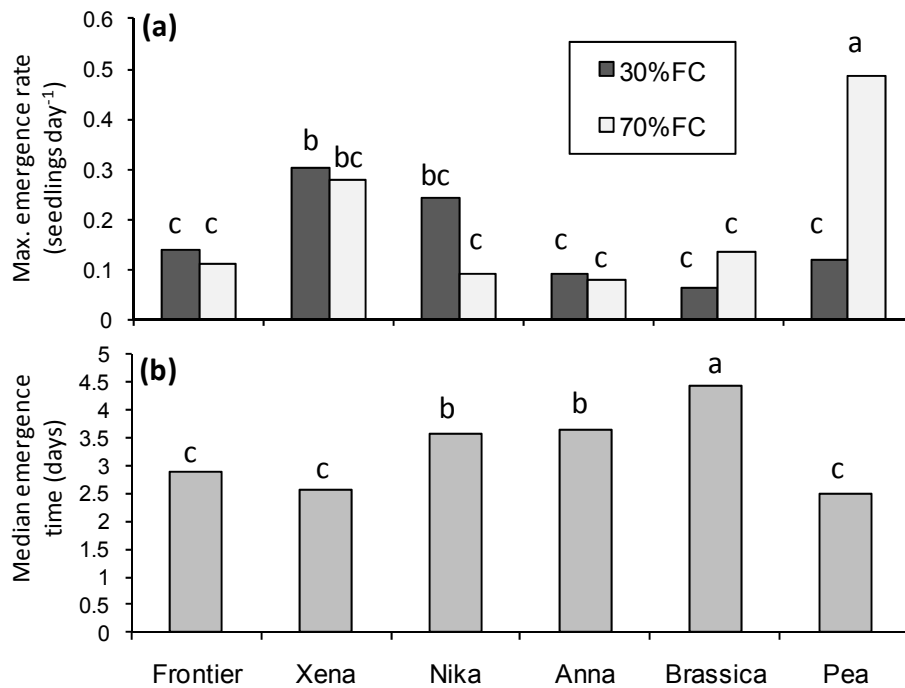 (a)
Max. emergence rate
(seedlings day-1)
0.6
0.5
0.4
0.3
0.2
0.1
0
30%FC
70%FC
c c b bc bc c c c c c c a
(b)
Median emergence
time (days)
5
4.5
4
3.5
3
2.5
2
1.5
1
0.5
0
c c b b a c
Frontier Xena Nika Anna Brassica Pea